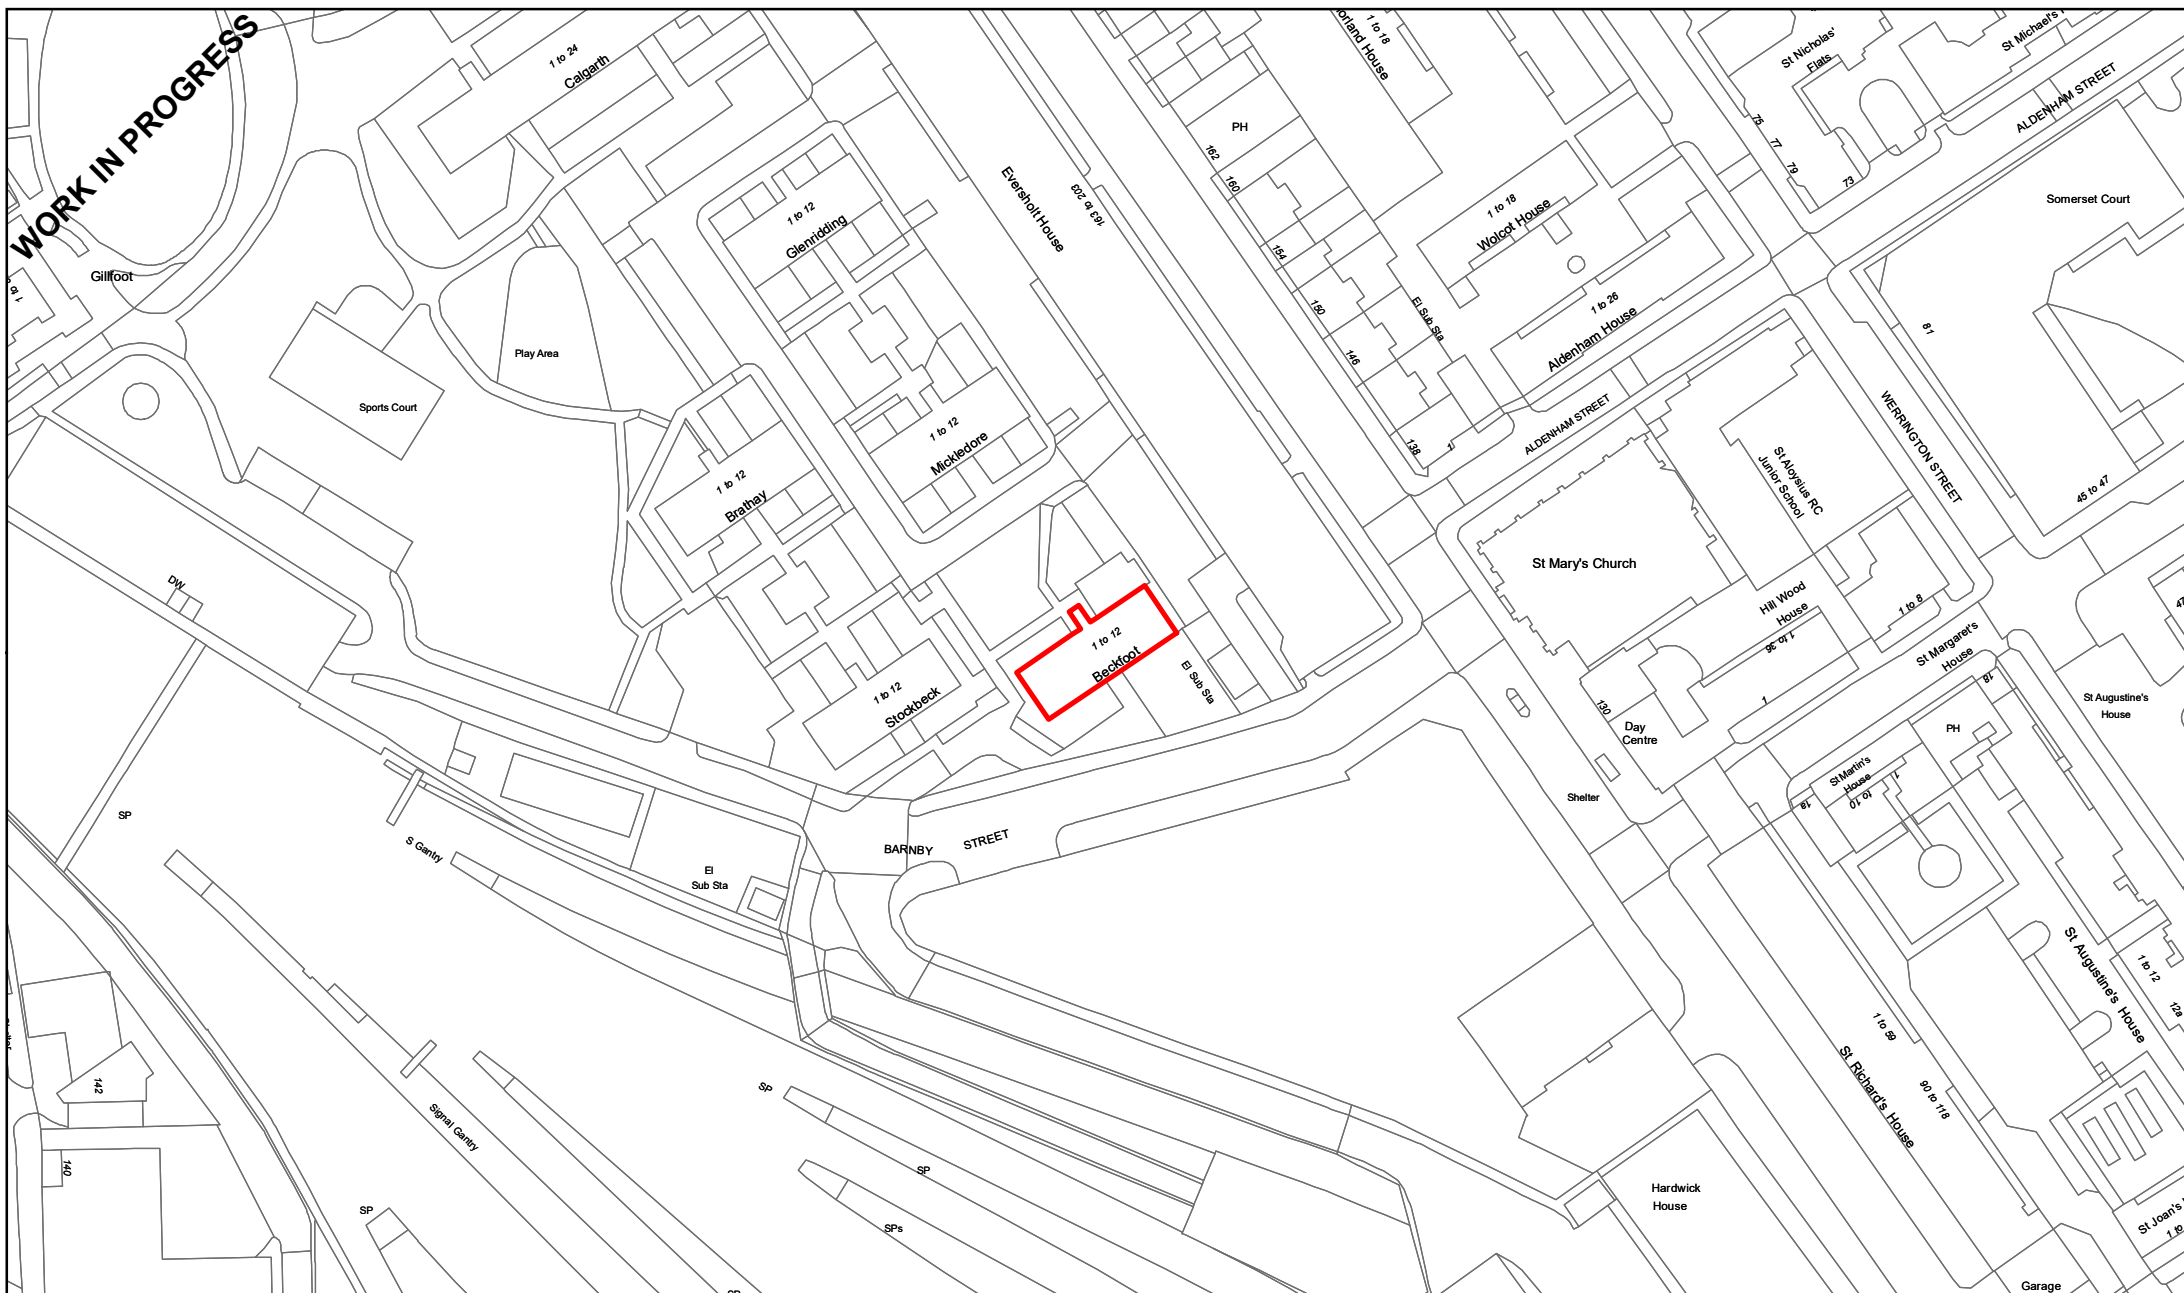 WORK IN PROGRESS
1 to 24
Calgarth
Gillfoot
Sports Court
Play Area
1 to 12
Glenridding
1 to 12
Mickledore
1 to 12
Brathay
1 to 12
Stockbeck
1 to 12
Beckfoot
El Sub Sta
Eversholt House
163 to 203
PH
162
160
154
150
146
138
1
El Sub Sta
1 to 18
1 to 18
Wolcot House
1 to 26
Aldenham House
ALDENHAM STREET
St Nicholas'
Flats
75
77
79
73
ALDENHAM STREET
Somerset Court
81
45 to 47
WERRINGTON STREET
St Aloysius RC
Junior School
St Mary's Church
Hill Wood
House
1 to 36
1 to 8
St Margaret's
House
18
1
130
Day
Centre
Shelter
St Martin's
House
1 to 10
1a
PH
St Augustine's
House
47
St Augustine's House
1 to 12
12a
1 to 59
St Richard's House
90 to 118
Hardwick
House
Garage
BARNBY STREET
DW
SP
S Gantry
El
Sub Sta
142
140
Signal Gantry
SP
SP
SP
SPs